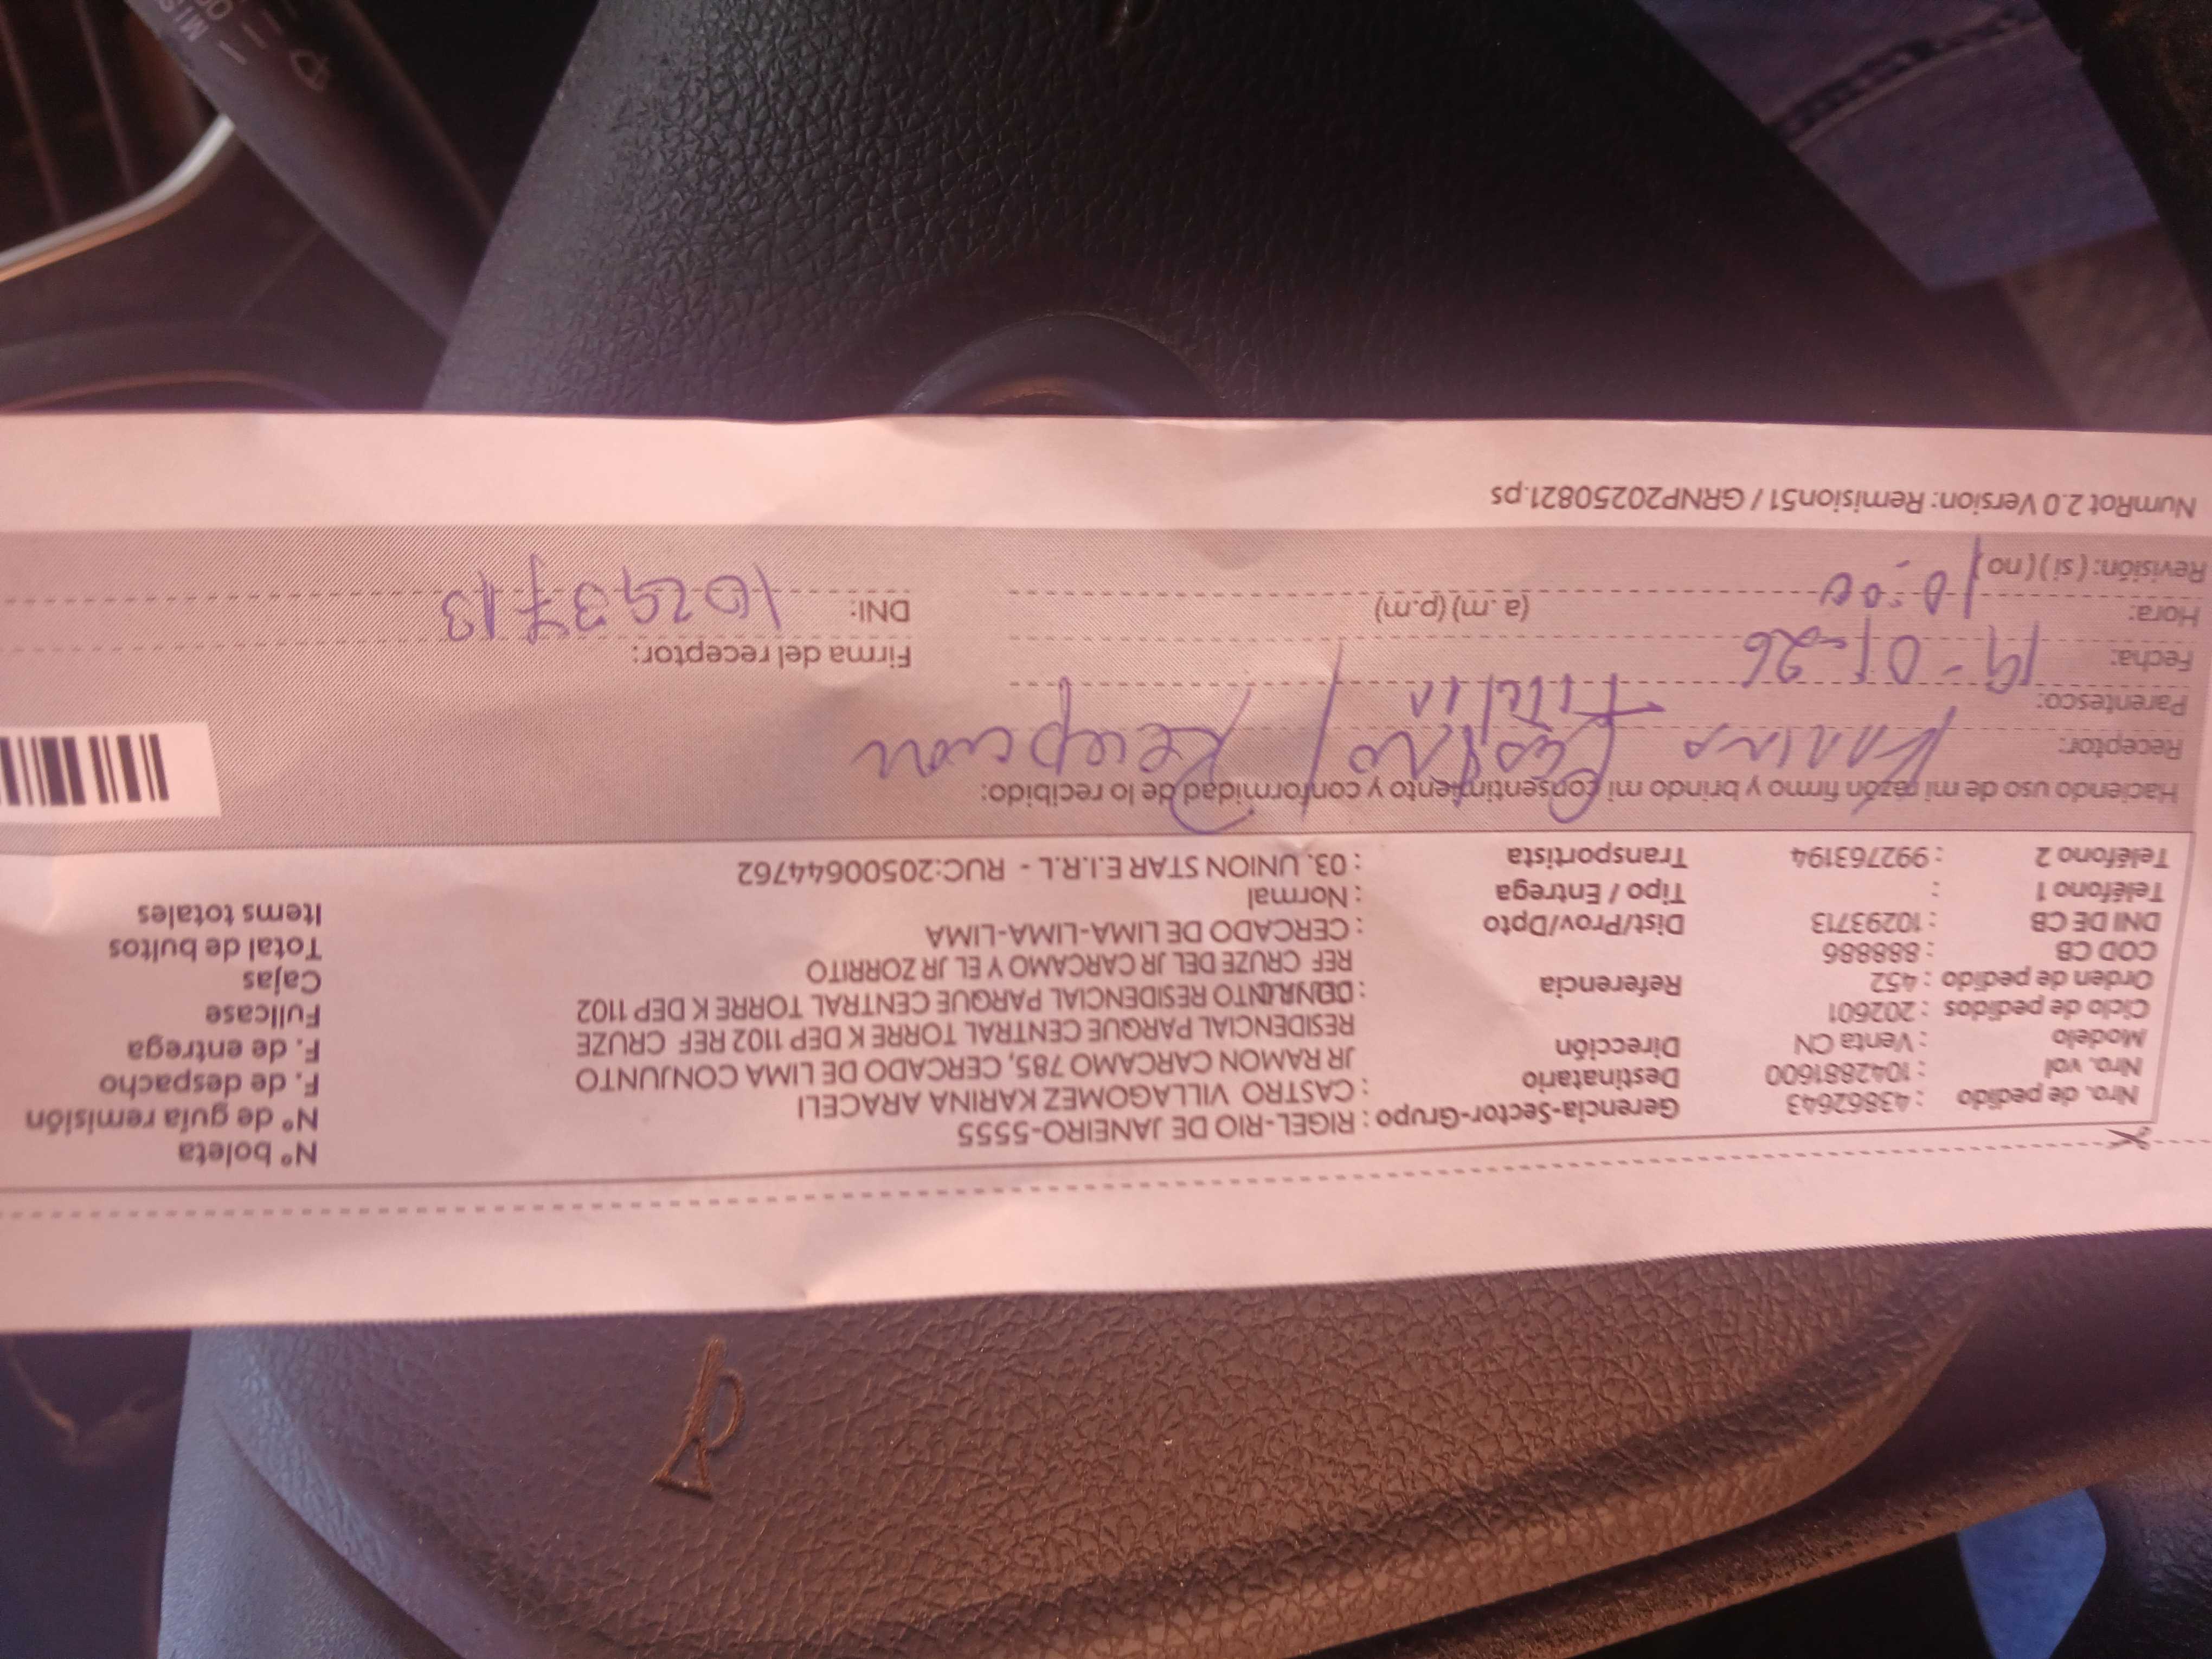 Nro. de pedido : 43862643
Nro. vol : 1042881600
Modelo : Venta CN
Ciclo de pedidos : 202601
Orden de pedido : 452
COD CB : 888886
DNI DE CB : 10293713
Teléfono 1 :
Teléfono 2 : 992763194
Gerencia-Sector-Grupo : RIGEL-RIO DE JANEIRO-5555
Destinatario : CASTRO VILLAGOMEZ KARINA ARACELI
Dirección JR RAMON CARCAMO 785, CERCADO DE LIMA CONJUNTO
RESIDENCIAL PARQUE CENTRAL TORRE K DEP 1102 REF CRUZE
Referencia : CONJUNTO RESIDENCIAL PARQUE CENTRAL TORRE K DEP 1102
REF CRUZE DEL JR CARCAMO Y EL JR ZORRITO
Dist/Prov/Dpto : CERCADO DE LIMA-LIMA-LIMA
Tipo / Entrega : Normal
Transportista : 03. UNION STAR E.I.R.L - RUC:20500644762
N° boleta
N° de guía remisión
F. de despacho
F. de entrega
Fullcase
Cajas
Total de bultos
Items totales
Haciendo uso de mi razón firmo y brindo mi consentimiento y conformidad de lo recibido:
Receptor: Karina Castro / Recepcion
Parentesco: Titular
Fecha: 19-01-26
Hora: 10:00 (a.m) (p.m)
Revisión: ( si ) ( no )
Firma del receptor:
DNI: 10293713
NumRot 2.0 Version: Remision51 / GRNP20250821.ps
MIS